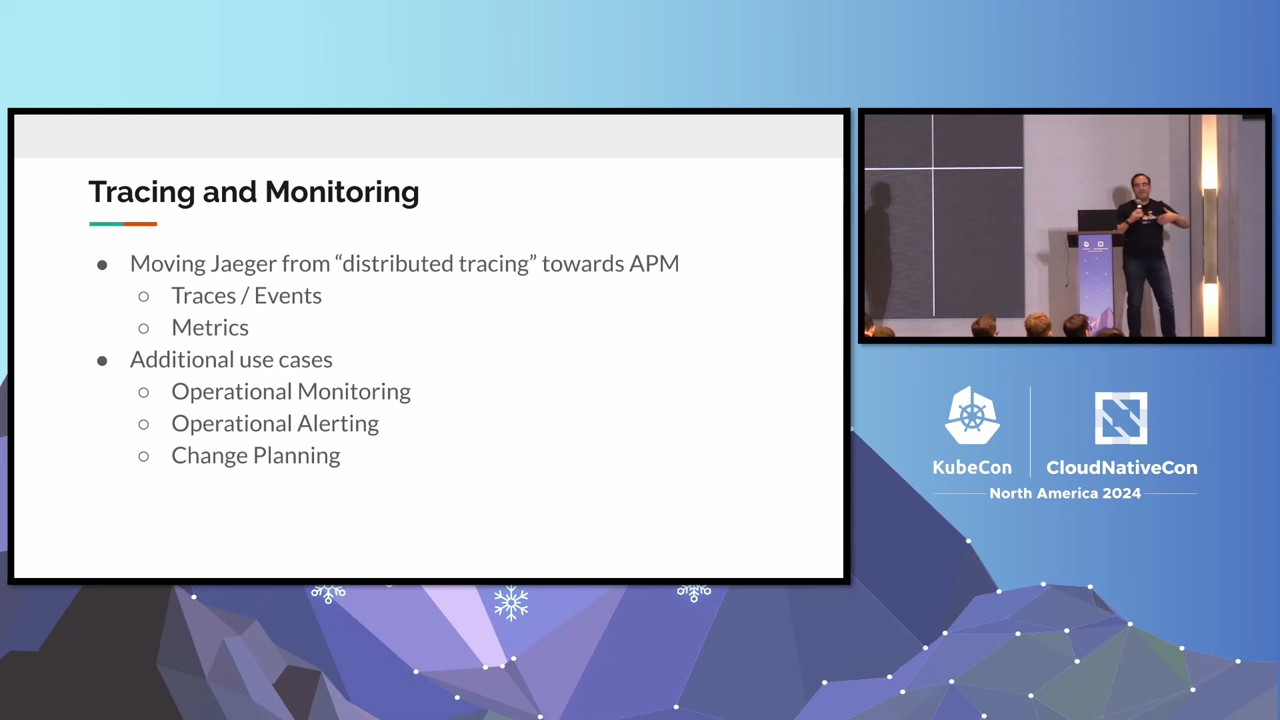 Tracing and Monitoring
● Moving Jaeger from “distributed tracing” towards APM
○ Traces / Events
○ Metrics
● Additional use cases
○ Operational Monitoring
○ Operational Alerting
○ Change Planning
KubeCon
CloudNativeCon
North America 2024